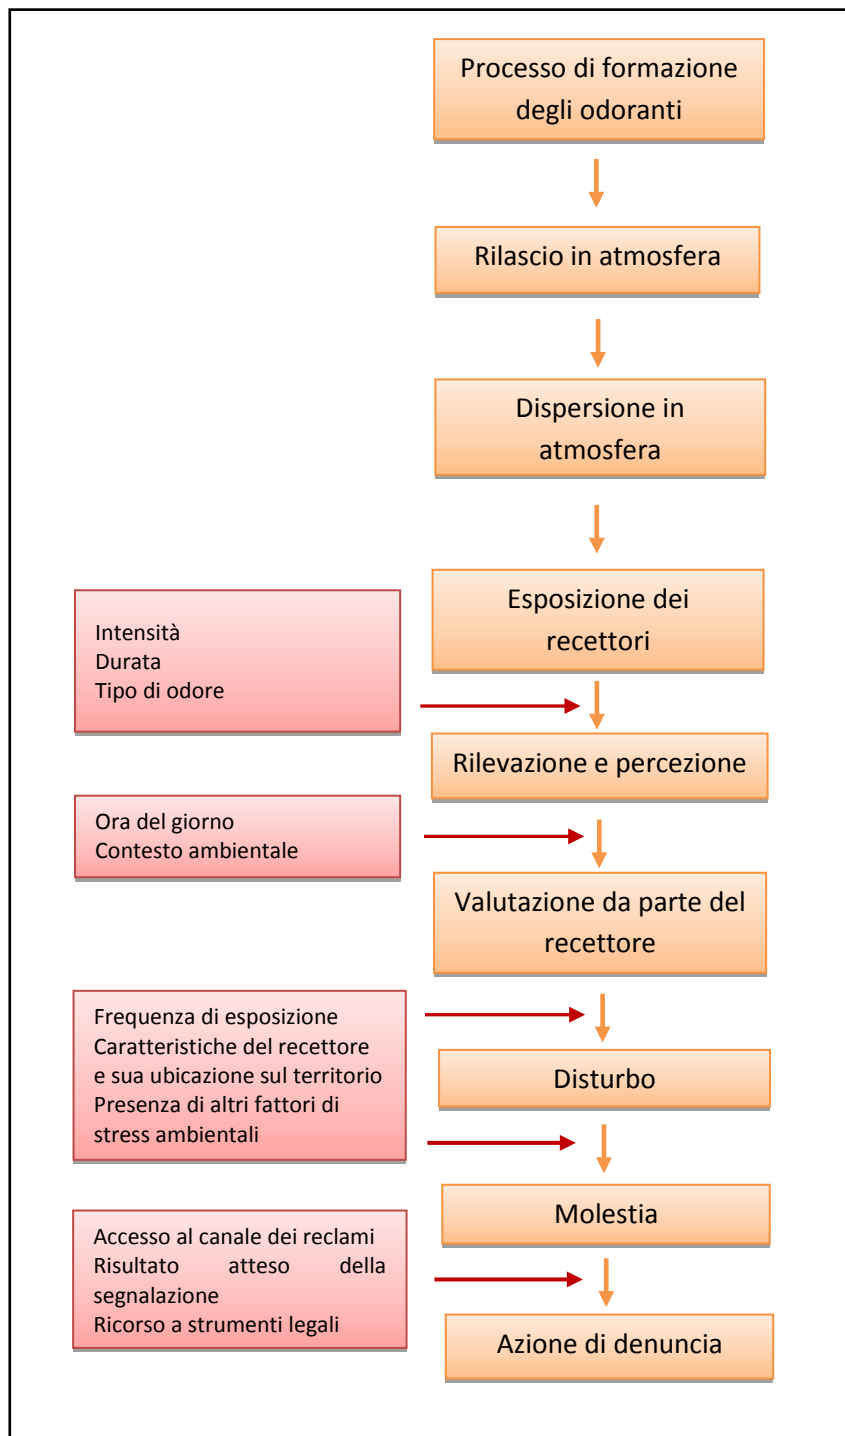 Processo di formazione
degli odoranti
Rilascio in atmosfera
Dispersione in
atmosfera
Esposizione dei
recettori
Intensità
Durata
Tipo di odore
Rilevazione e percezione
Ora del giorno
Contesto ambientale
Valutazione da parte del
recettore
Frequenza di esposizione
Caratteristiche del recettore
e sua ubicazione sul territorio
Presenza di altri fattori di
stress ambientali
Disturbo
Molestia
Accesso al canale dei reclami
Risultato atteso della
segnalazione
Ricorso a strumenti legali
Azione di denuncia